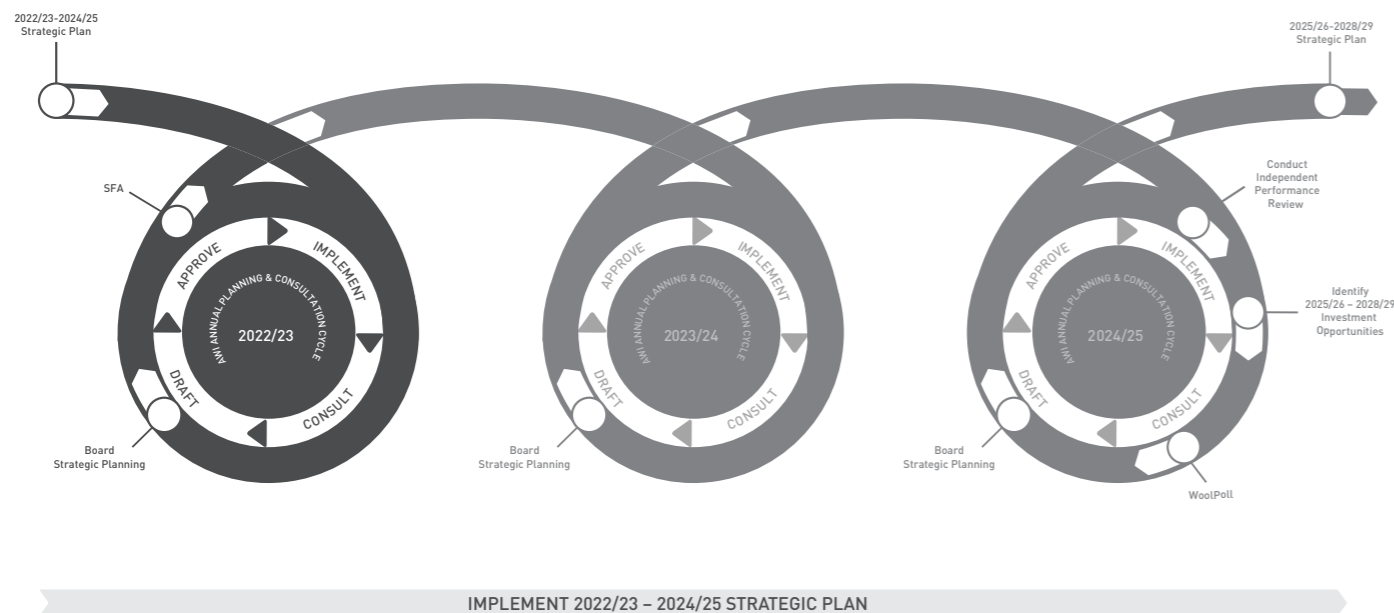 2022/23-2024/25
Strategic Plan
2025/26-2028/29
Strategic Plan
SFA
APPROVE
IMPLEMENT
CONSULT
DRAFT
AWI ANNUAL PLANNING & CONSULTATION CYCLE
2022/23
Board
Strategic Planning
APPROVE
IMPLEMENT
CONSULT
DRAFT
AWI ANNUAL PLANNING & CONSULTATION CYCLE
2023/24
Board
Strategic Planning
APPROVE
IMPLEMENT
CONSULT
DRAFT
AWI ANNUAL PLANNING & CONSULTATION CYCLE
2024/25
Board
Strategic Planning
Conduct
Independent
Performance
Review
Identify
2025/26 – 2028/29
Investment
Opportunities
WoolPoll
IMPLEMENT 2022/23 – 2024/25 STRATEGIC PLAN